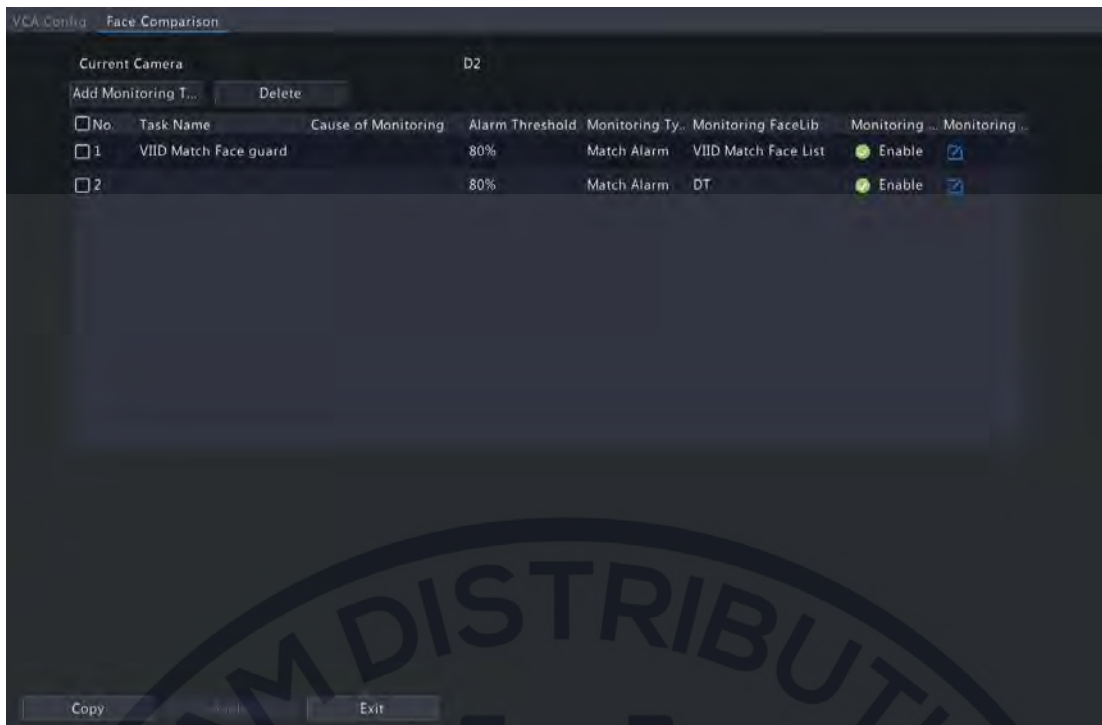 VCA Config Face Comparison
Current Camera D2
Add Monitoring T... Delete
No. Task Name Cause of Monitoring Alarm Threshold Monitoring Ty.. Monitoring FaceLib Monitoring ... Monitoring ...
1 VIID Match Face guard 80% Match Alarm VIID Match Face List Enable
2 80% Match Alarm DT Enable
AM DISTRIBUT
Copy Exit